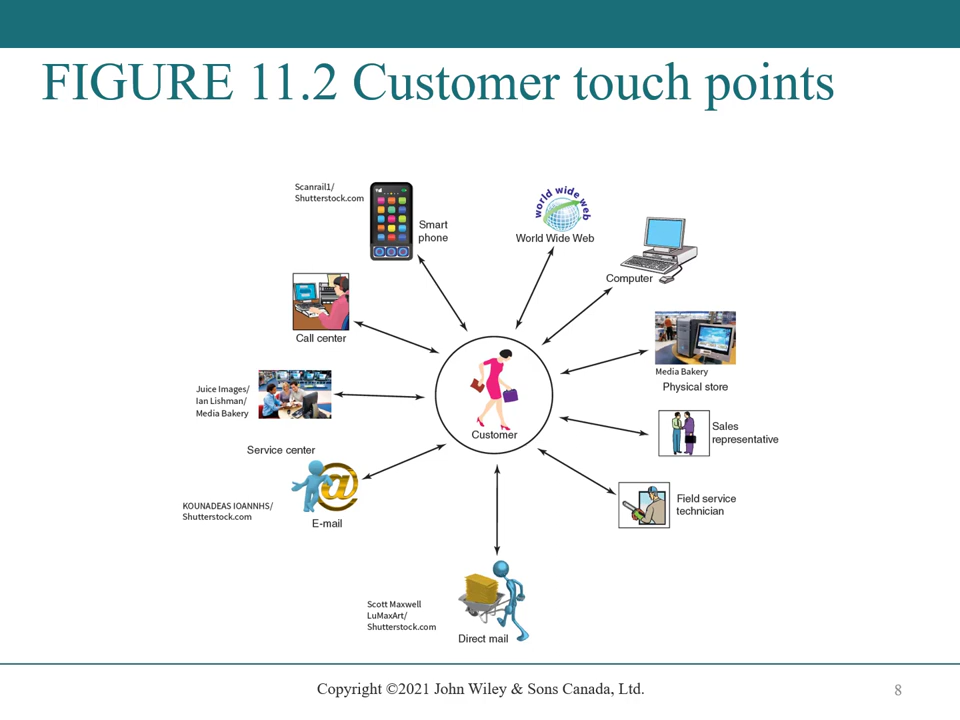 FIGURE 11.2 Customer touch points
Scanrail1/
Shutterstock.com
Smart
phone
world wide web
World Wide Web
Computer
Call center
Media Bakery
Physical store
Juice Images/
Ian Lishman/
Media Bakery
Customer
Sales
representative
Service center
@
KOUNADEAS IOANNHS/
Shutterstock.com
E-mail
Field service
technician
Scott Maxwell
LuMaxArt/
Shutterstock.com
Direct mail
Copyright ©2021 John Wiley & Sons Canada, Ltd.
8